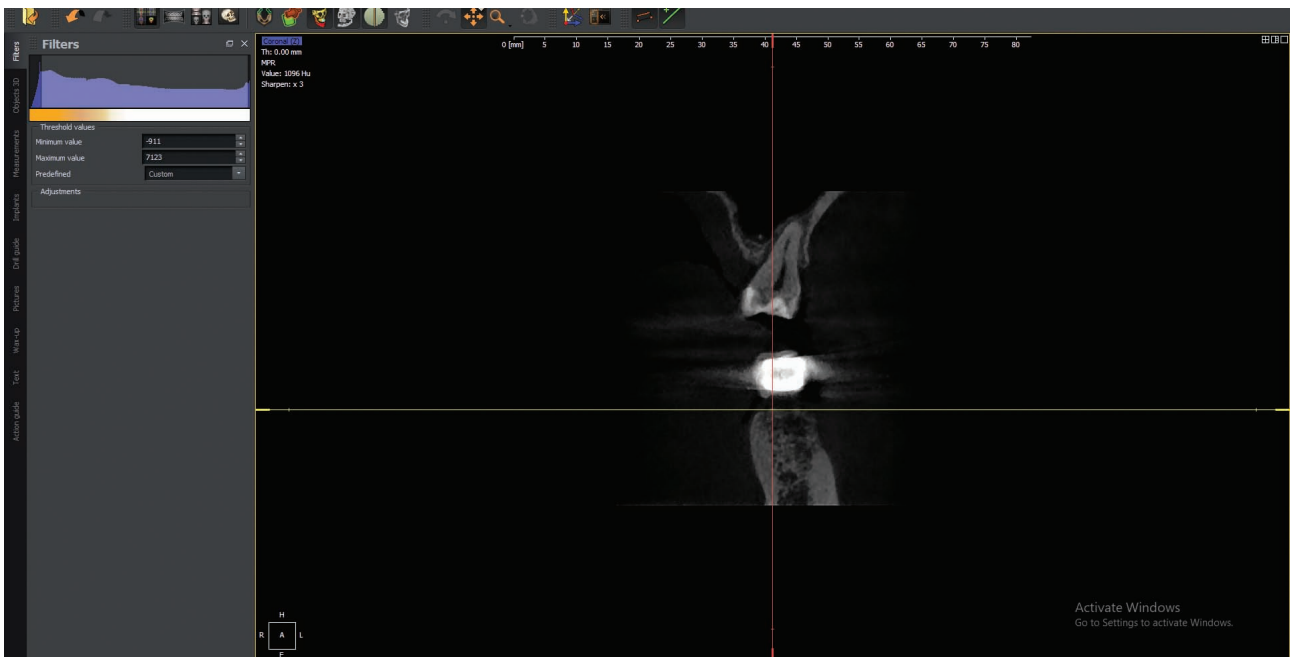 Filters
Coronal (Z)
Th: 0.00 mm
MPR
Value: 1096 Hu
Sharpen: x 3
0 [mm] 5 10 15 20 25 30 35 40 45 50 55 60 65 70 75 80
Threshold values
Minimum value -911
Maximum value 7123
Predefined Custom
Adjustments
Filters
Objects 3D
Measurements
Implants
Drill guide
Pictures
Wax-up
Text
Action guide
H
R A L
F
Activate Windows
Go to Settings to activate Windows.